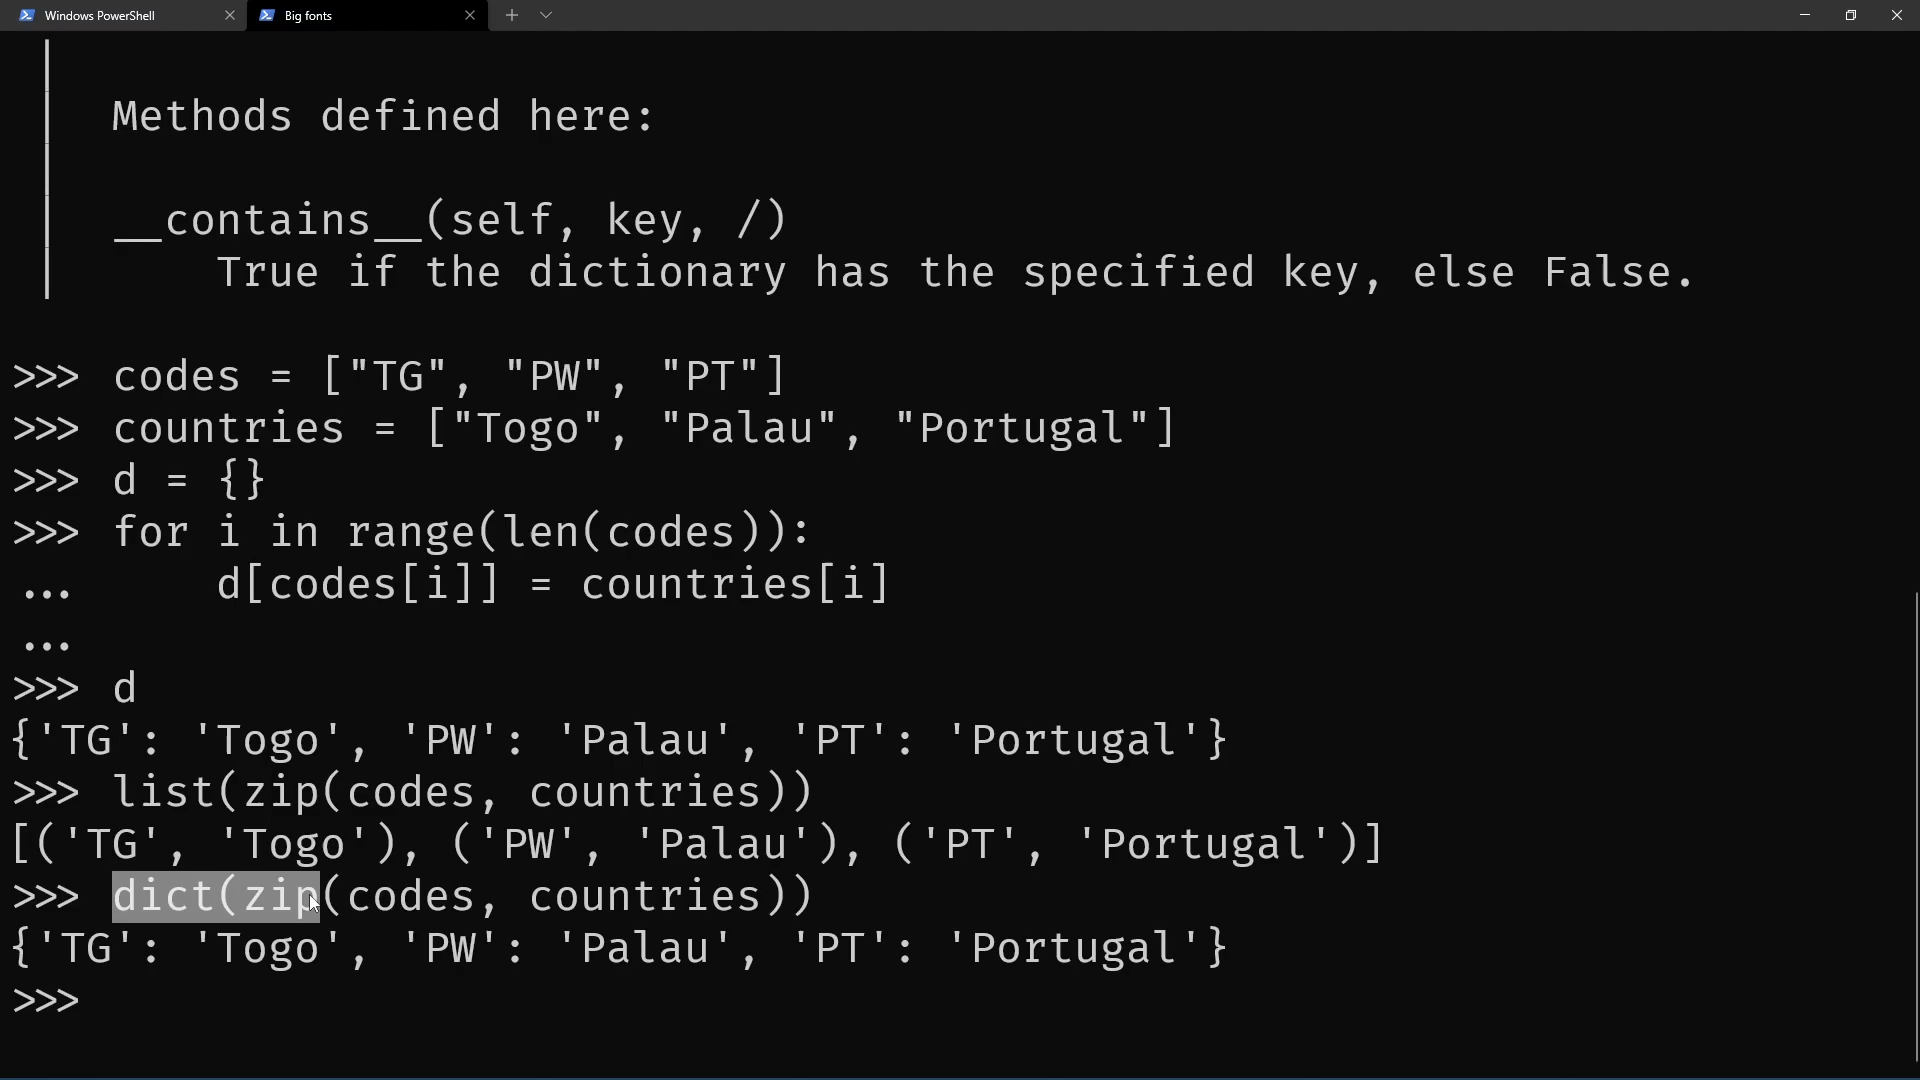 Windows PowerShell
Big fonts
Methods defined here:
__contains__(self, key, /)
True if the dictionary has the specified key, else False.
>>> codes = ["TG", "PW", "PT"]
>>> countries = ["Togo", "Palau", "Portugal"]
>>> d = {}
>>> for i in range(len(codes)):
...     d[codes[i]] = countries[i]
...
>>> d
{'TG': 'Togo', 'PW': 'Palau', 'PT': 'Portugal'}
>>> list(zip(codes, countries))
[('TG', 'Togo'), ('PW', 'Palau'), ('PT', 'Portugal')]
>>> dict(zip(codes, countries))
{'TG': 'Togo', 'PW': 'Palau', 'PT': 'Portugal'}
>>>